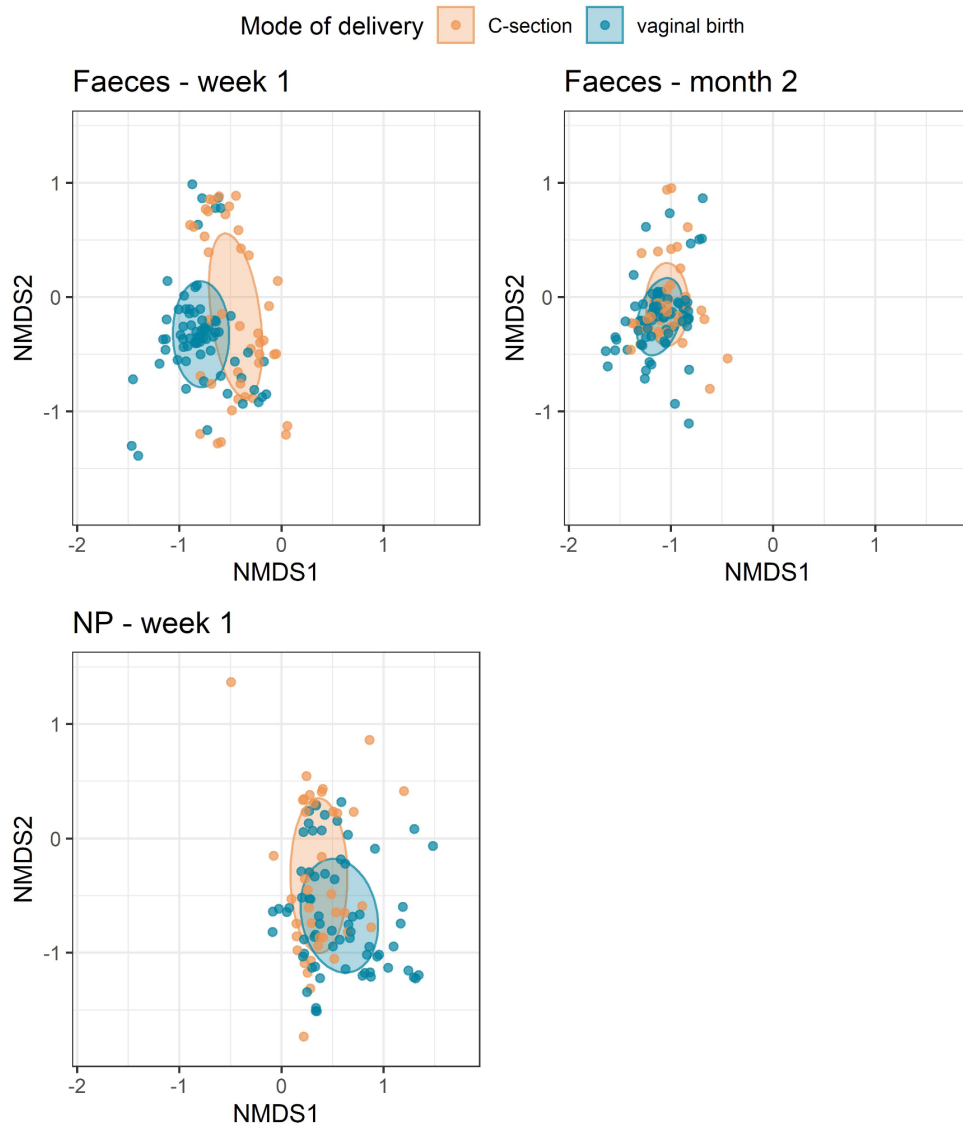 Mode of delivery C-section vaginal birth
Faeces - week 1
1
0
-1
-2 -1 0 1
NMDS2
NMDS1
Faeces - month 2
1
0
-1
-2 -1 0 1
NMDS2
NMDS1
NP - week 1
1
0
-1
-2 -1 0 1
NMDS2
NMDS1